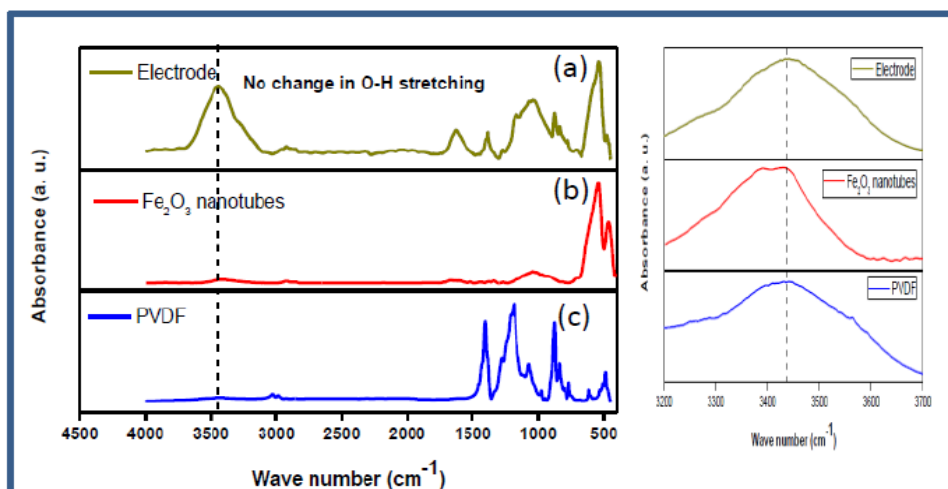 Electrode
No change in O-H stretching
(a)
Fe₂O₃ nanotubes
(b)
PVDF
(c)
Absorbance (a. u.)
4500 4000 3500 3000 2500 2000 1500 1000 500
Wave number (cm⁻¹)
Electrode
Fe₂O₃ nanotubes
PVDF
Absorbance (a. u.)
3200 3300 3400 3500 3600 3700
Wave number (cm⁻¹)